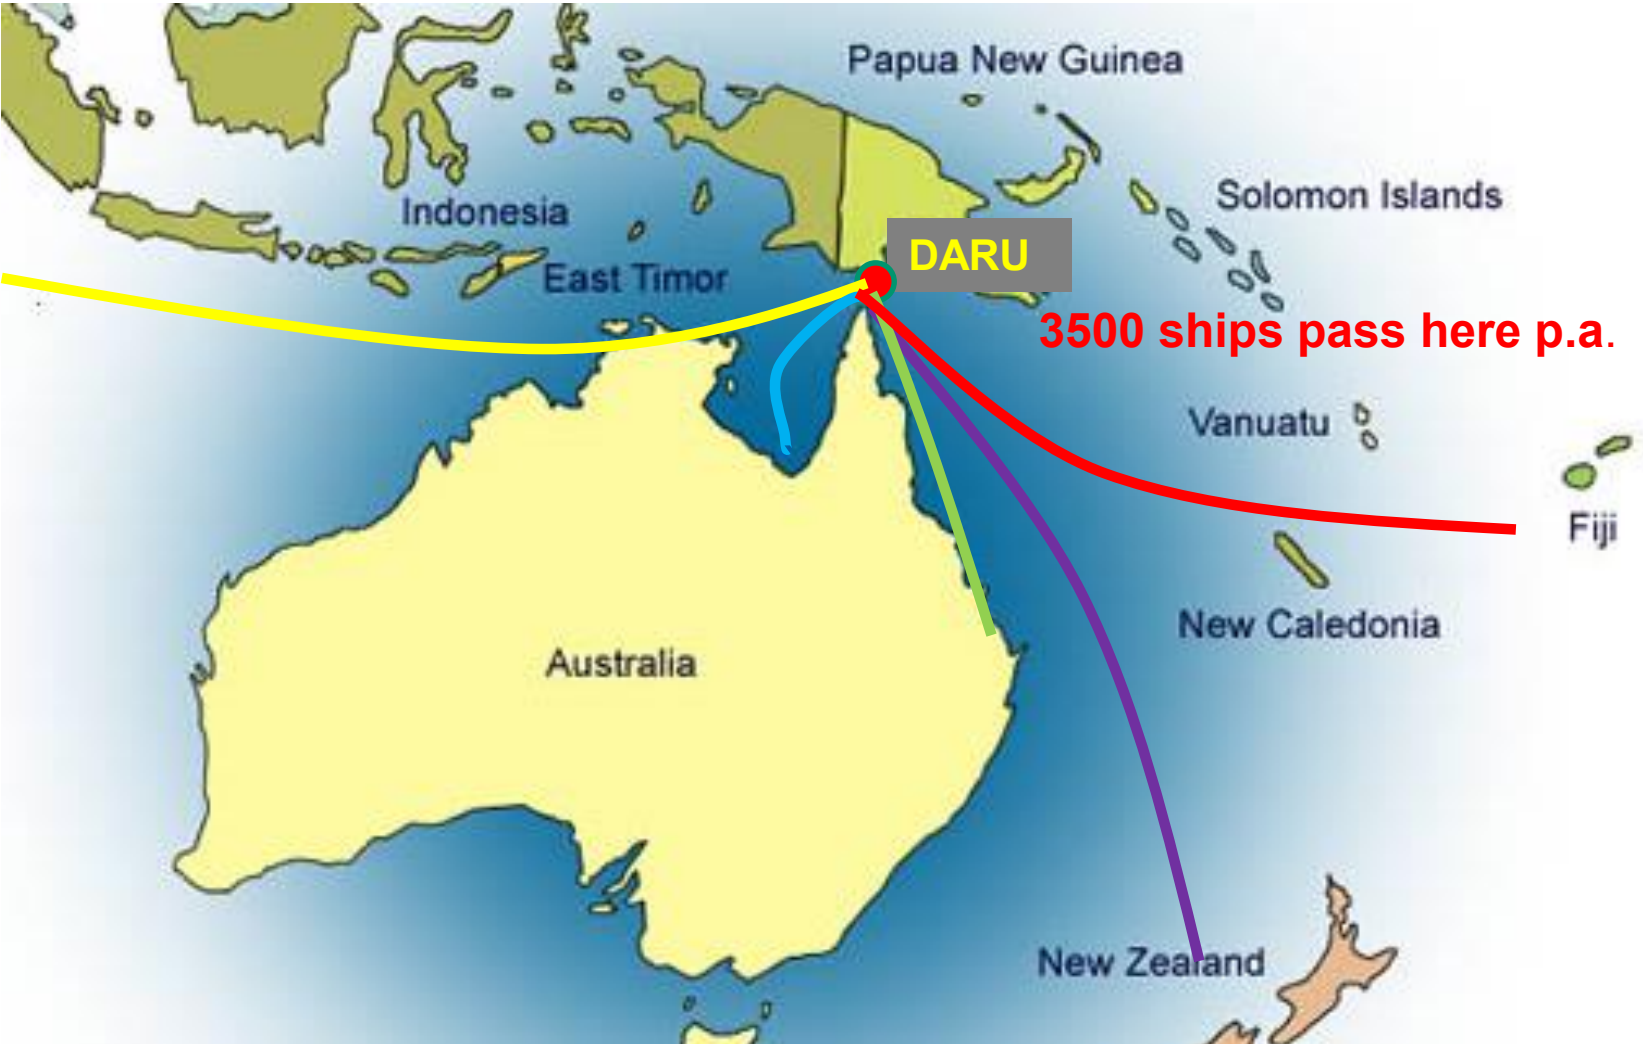 Papua New Guinea
Solomon Islands
Indonesia
DARU
East Timor
3500 ships pass here p.a.
Vanuatu
Fiji
New Caledonia
Australia
New Zealand